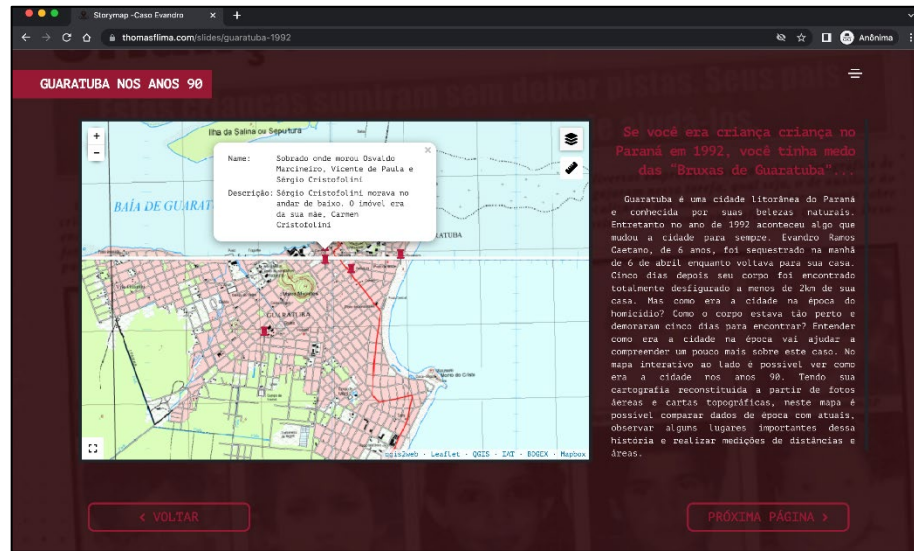 Storymap -Caso Evandro
thomasflima.com/slides/guaratuba-1992
Anônima
GUARATUBA NOS ANOS 90
Ilha da Salina ou Sepultura
Name: Sobrado onde morou Osvaldo
Marcineiro, Vicente de Paula e
Sérgio Cristofolini
Descrição: Sérgio Cristofolini morava no
andar de baixo. O imóvel era
da sua mãe, Carmen
Cristofolini
BAÍA DE GUARAT
GUARATUBA
Morro do Cristo
qgis2web · Leaflet · QGIS · IAT · BDGEX · Mapbox
Se você era criança criança no
Paraná em 1992, você tinha medo
das "Bruxas de Guaratuba"...
Guaratuba é uma cidade litorânea do Paraná
e conhecida por suas belezas naturais.
Entretanto no ano de 1992 aconteceu algo que
mudou a cidade para sempre. Evandro Ramos
Caetano, de 6 anos, foi sequestrado na manhã
de 6 de abril enquanto voltava para sua casa.
Cinco dias depois seu corpo foi encontrado
totalmente desfigurado a menos de 2km de sua
casa. Mas como era a cidade na época do
homicídio? Como o corpo estava tão perto e
demoraram cinco dias para encontrar? Entender
como era a cidade na época vai ajudar a
compreender um pouco mais sobre este caso. No
mapa interativo ao lado é possível ver como
era a cidade nos anos 90. Tendo sua
cartografia reconstituida a partir de fotos
áereas e cartas topográficas, neste mapa é
possível comparar dados de época com atuais,
observar alguns lugares importantes dessa
história e realizar medições de distâncias e
áreas.
< VOLTAR
PRÓXIMA PÁGINA >